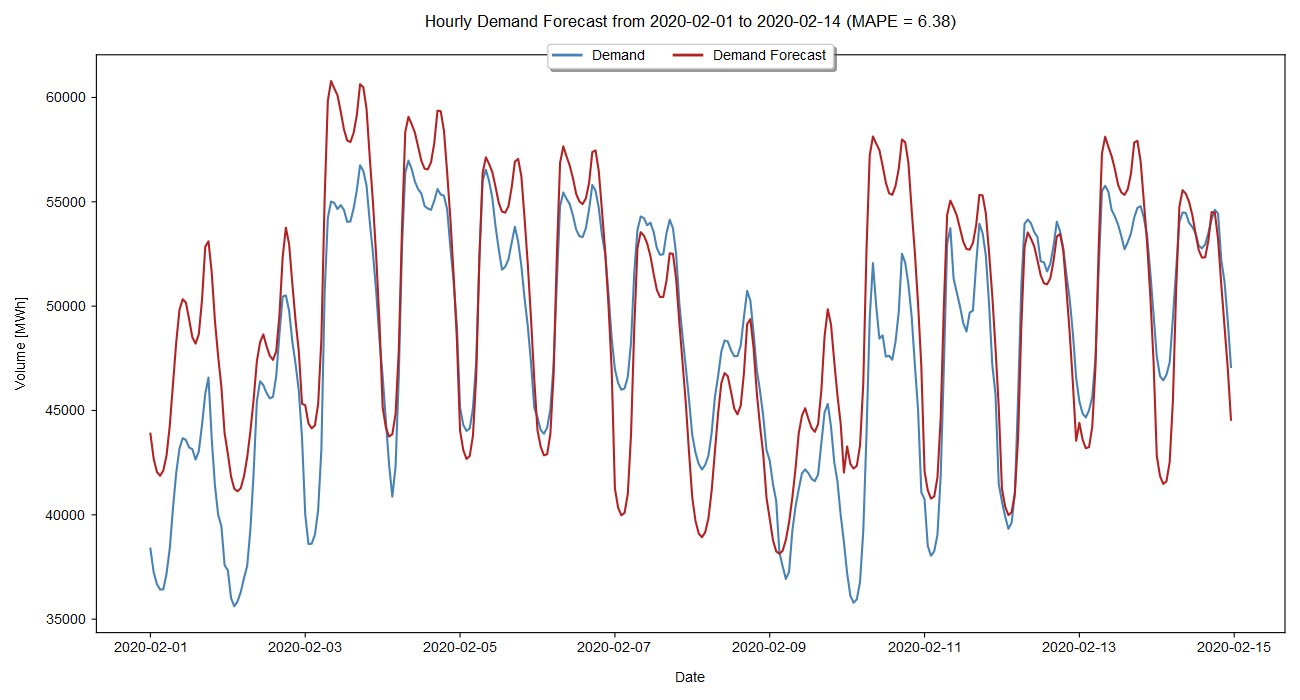 Hourly Demand Forecast from 2020-02-01 to 2020-02-14 (MAPE = 6.38)
Demand
Demand Forecast
60000
55000
50000
45000
40000
35000
Volume [MWh]
2020-02-01
2020-02-03
2020-02-05
2020-02-07
2020-02-09
2020-02-11
2020-02-13
2020-02-15
Date